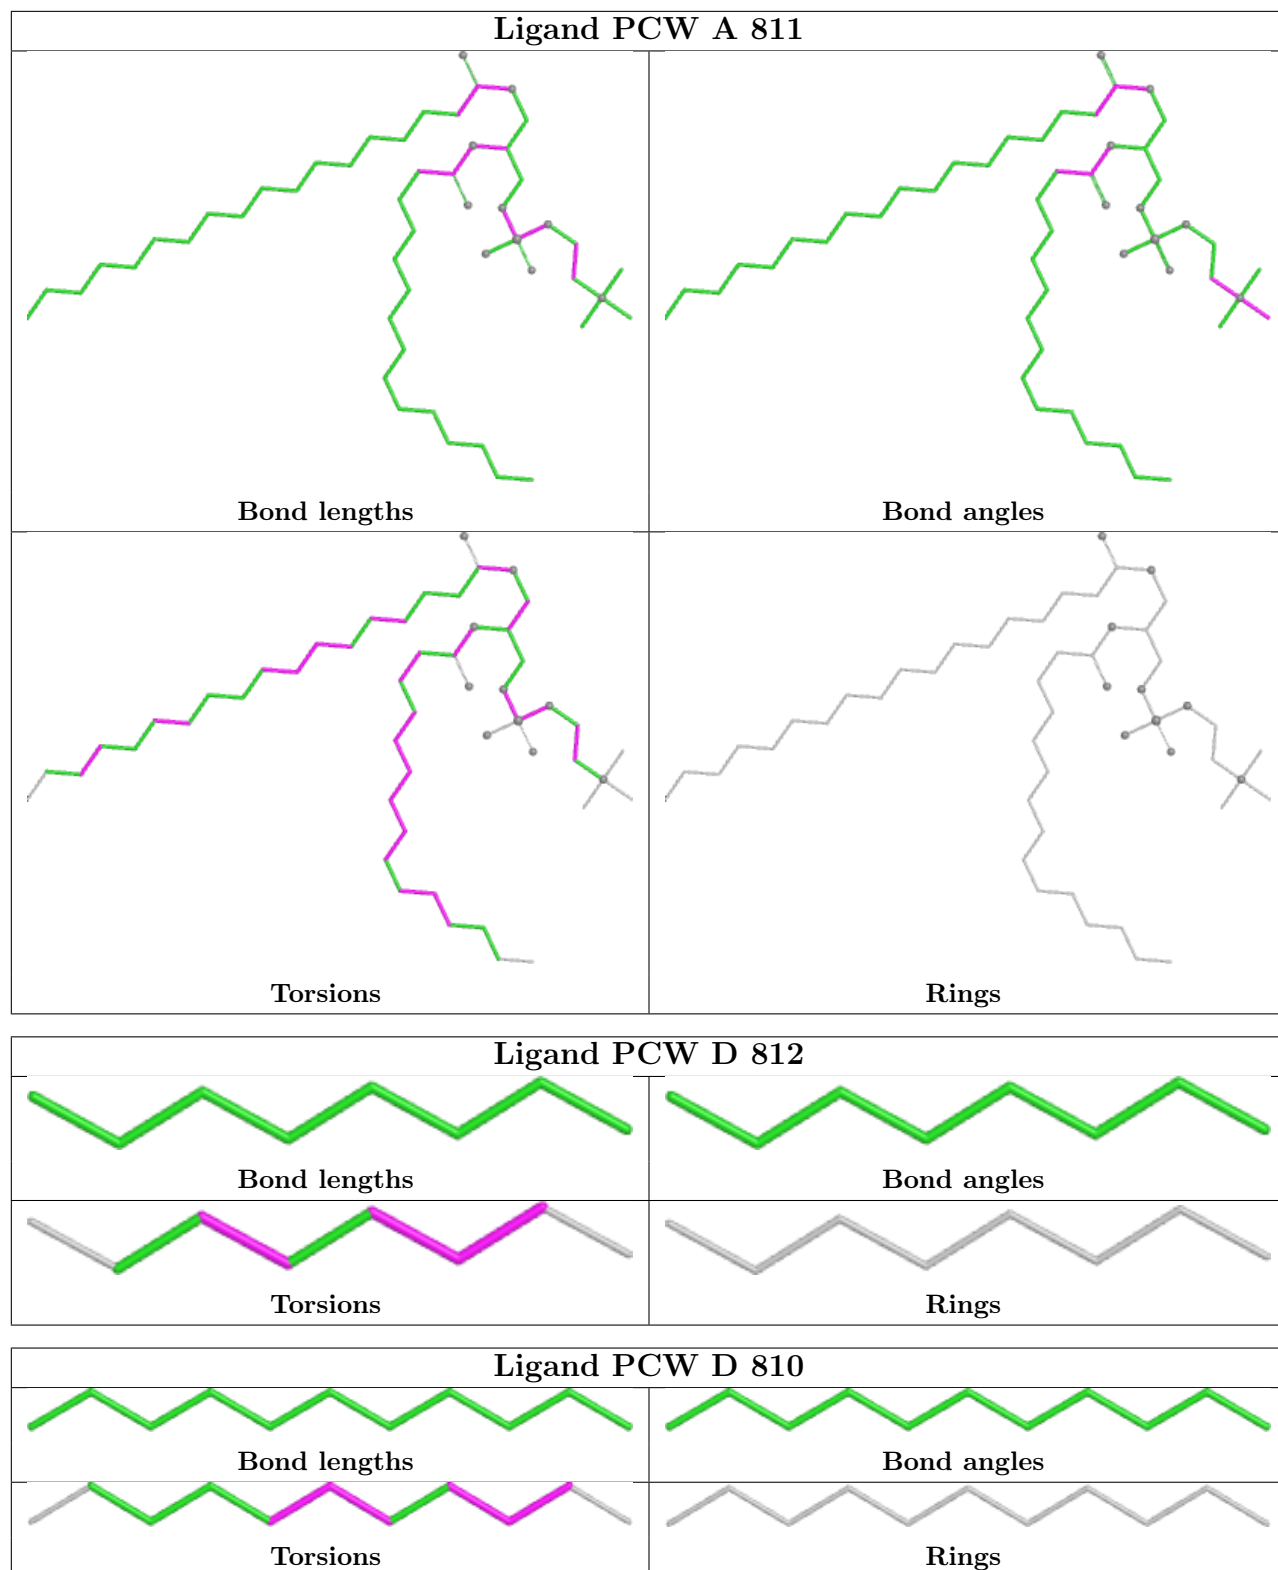 Ligand PCW A 811
Bond lengths
Bond angles
Torsions
Rings
Ligand PCW D 812
Bond lengths
Bond angles
Torsions
Rings
Ligand PCW D 810
Bond lengths
Bond angles
Torsions
Rings